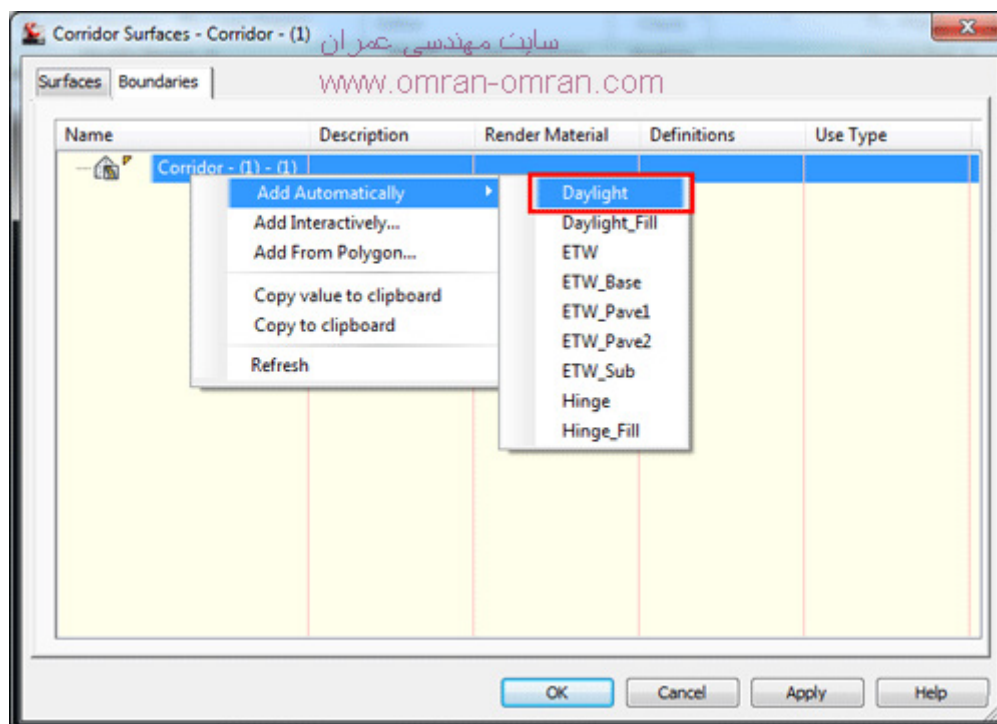 Corridor Surfaces - Corridor - (1)
سایت مهندسی عمران
www.omran-omran.com
Surfaces Boundaries
Name Description Render Material Definitions Use Type
Corridor - (1) - (1)
Add Automatically
Add Interactively...
Add From Polygon...
Copy value to clipboard
Copy to clipboard
Refresh
Daylight
Daylight_Fill
ETW
ETW_Base
ETW_Pave1
ETW_Pave2
ETW_Sub
Hinge
Hinge_Fill
OK Cancel Apply Help